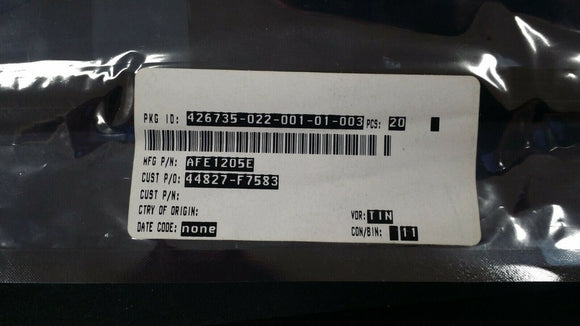 PKG ID: 426735-022-001-01-003 PCS: 20
MFG P/N: AFE1205E
CUST P/O: 44827-F7583
CUST P/N:
CTRY OF ORIGIN: VDR: TIN
DATE CODE: none CON/BIN: 11